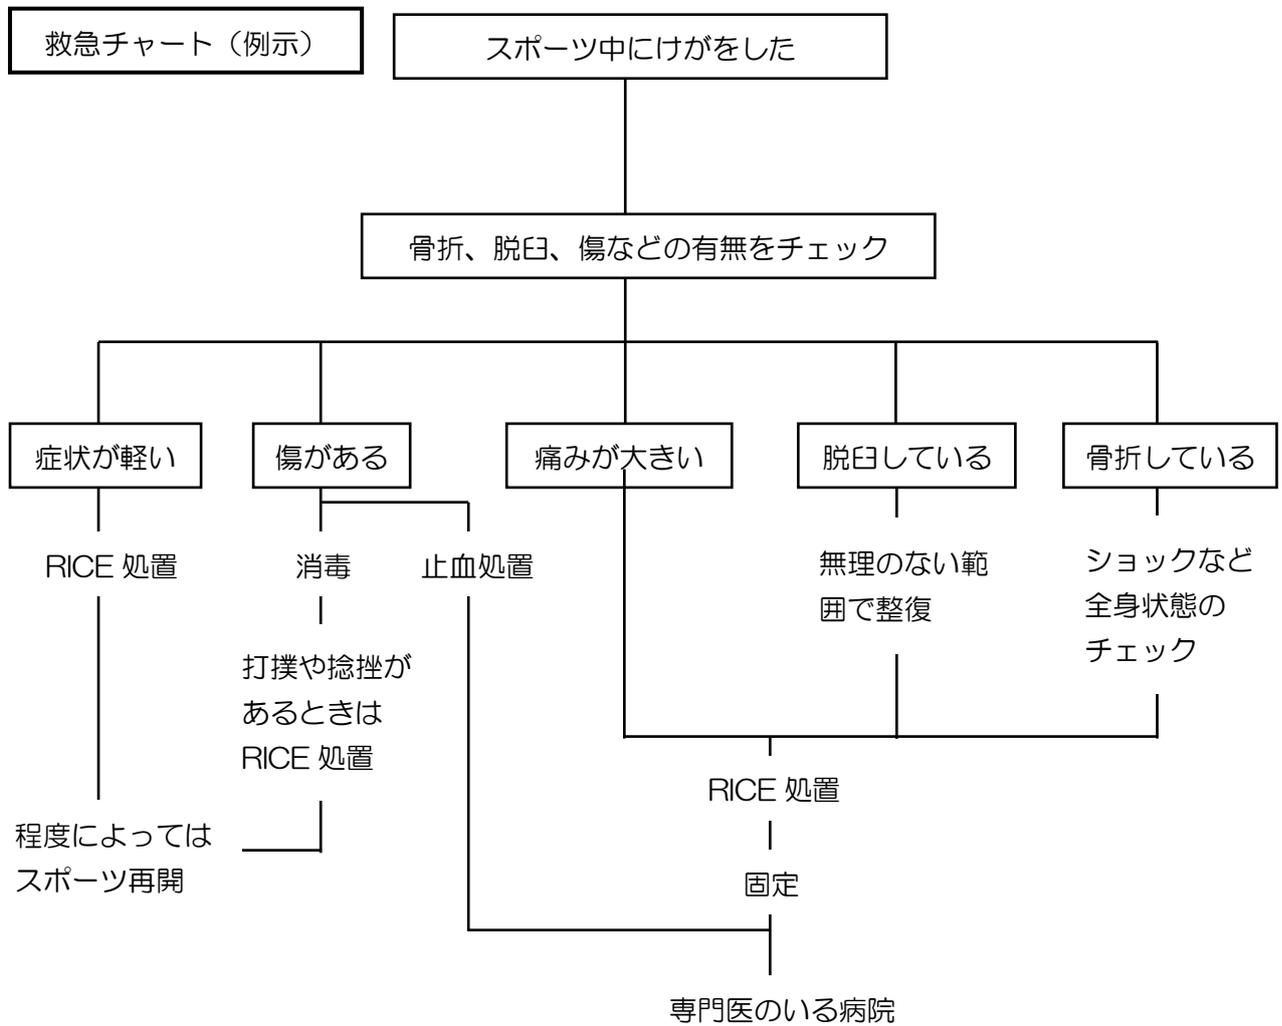 救急チャート（例示）
スポーツ中にけがをした
骨折、脱臼、傷などの有無をチェック
症状が軽い
傷がある
痛みが大きい
脱臼している
骨折している
RICE 処置
消毒
止血処置
無理のない範
囲で整復
ショックなど
全身状態の
チェック
打撲や捻挫が
あるときは
RICE 処置
RICE 処置
程度によっては
スポーツ再開
固定
専門医のいる病院